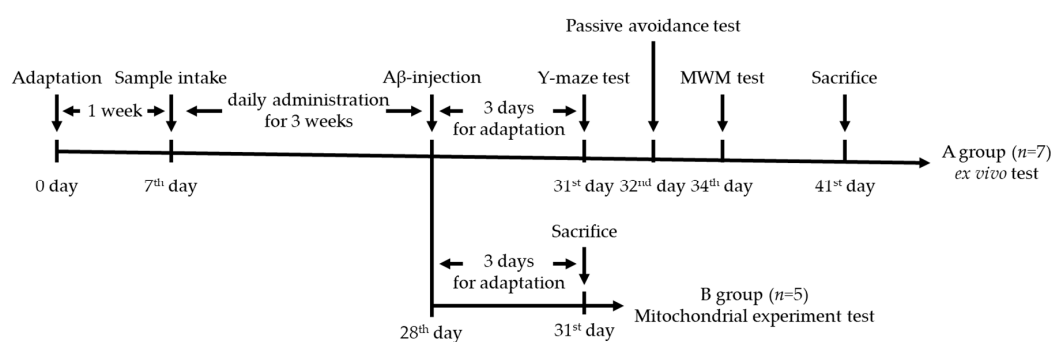 Passive avoidance test
Adaptation
Sample intake
Aβ-injection
Y-maze test
MWM test
Sacrifice
1 week
daily administration
for 3 weeks
3 days
for adaptation
A group (n=7)
ex vivo test
0 day
7th day
31st day
32nd day
34th day
41st day
Sacrifice
3 days
for adaptation
B group (n=5)
Mitochondrial experiment test
28th day
31st day